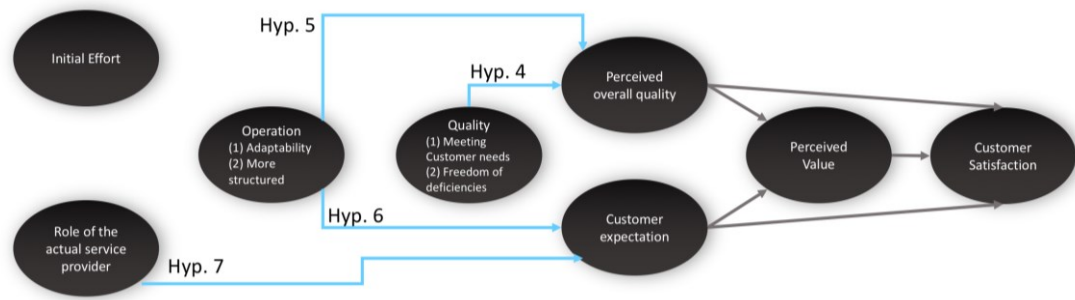 Hyp. 5
Initial Effort
Hyp. 4
Perceived
overall quality
Operation
(1) Adaptability
(2) More
structured
Quality
(1) Meeting
Customer needs
(2) Freedom of
deficiencies
Perceived
Value
Customer
Satisfaction
Hyp. 6
Customer
expectation
Role of the
actual service
provider
Hyp. 7